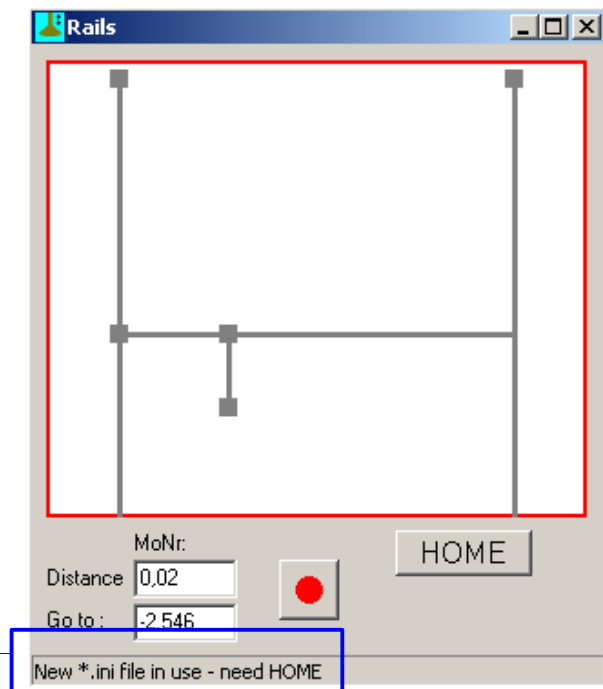 Rails
MoNr:
HOME
Distance 0,02
Go to : -2.546
New *.ini file in use - need HOME